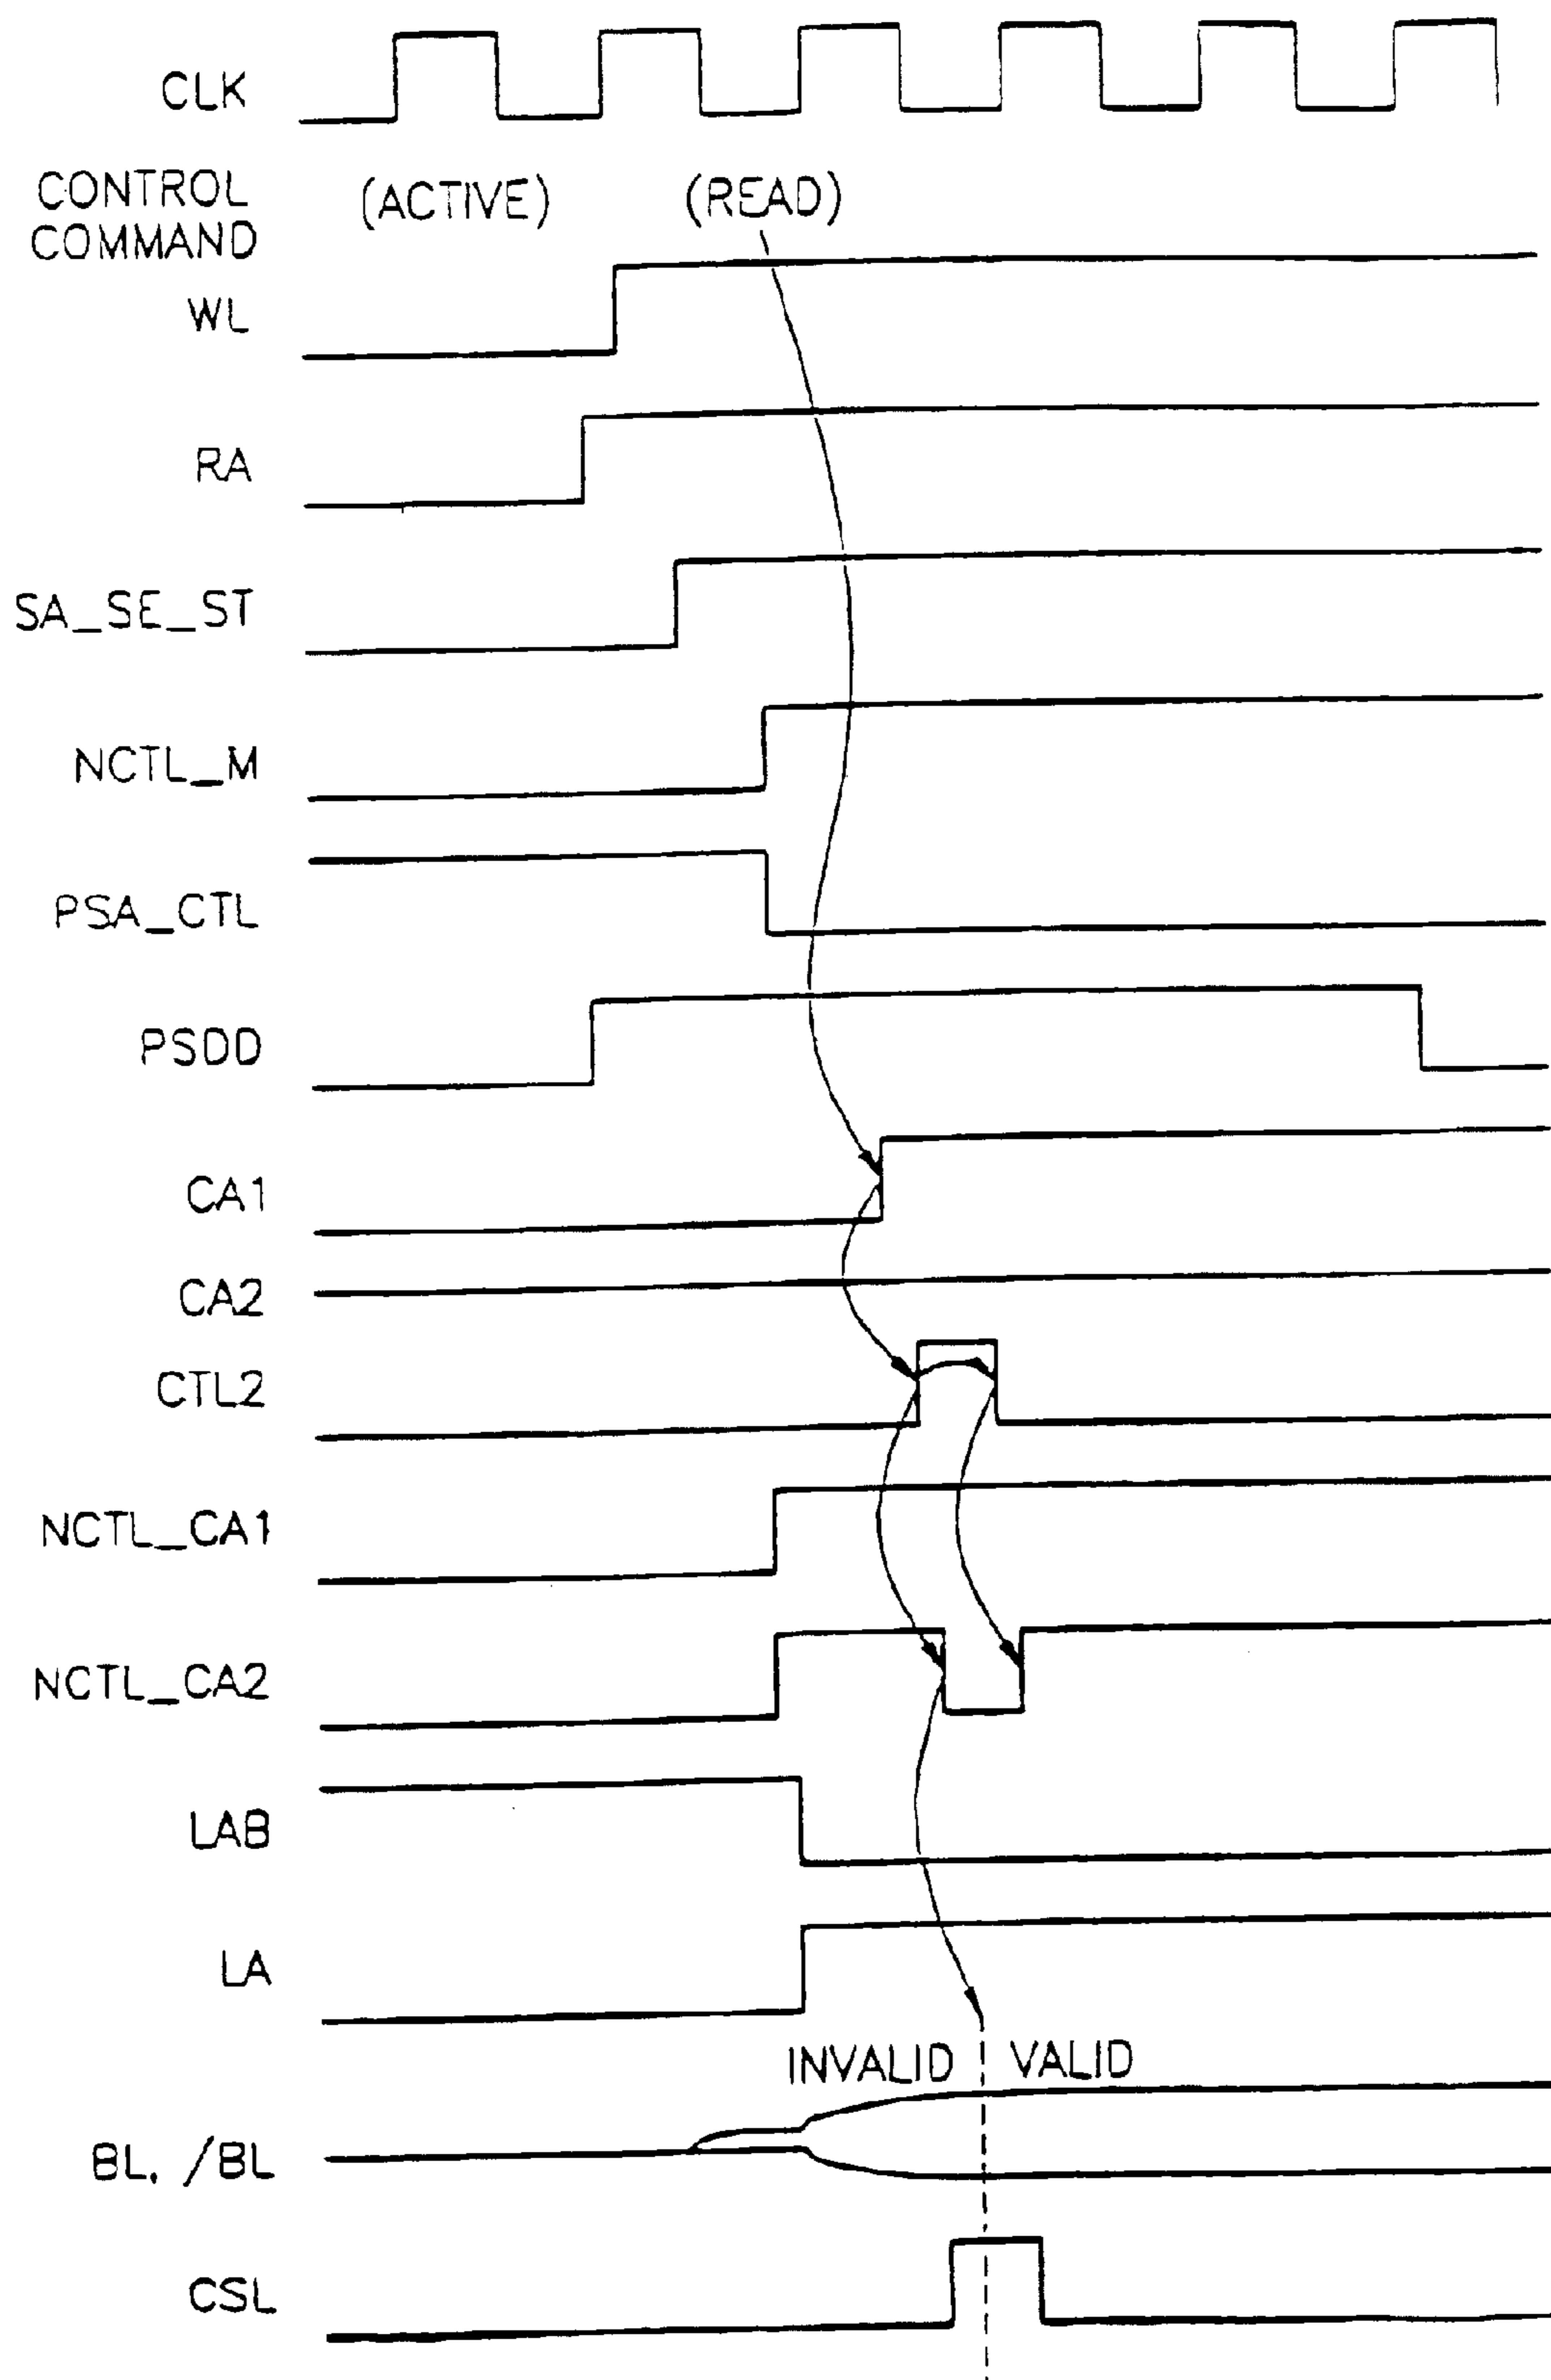 CLK
CONTROL (ACTIVE) (READ)
COMMAND
WL
RA
SA_SE_ST
NCTL_M
PSA_CTL
PSDD
CA1
CA2
CTL2
NCTL_CA1
NCTL_CA2
LAB
LA
INVALID VALID
BL, /BL
CSL